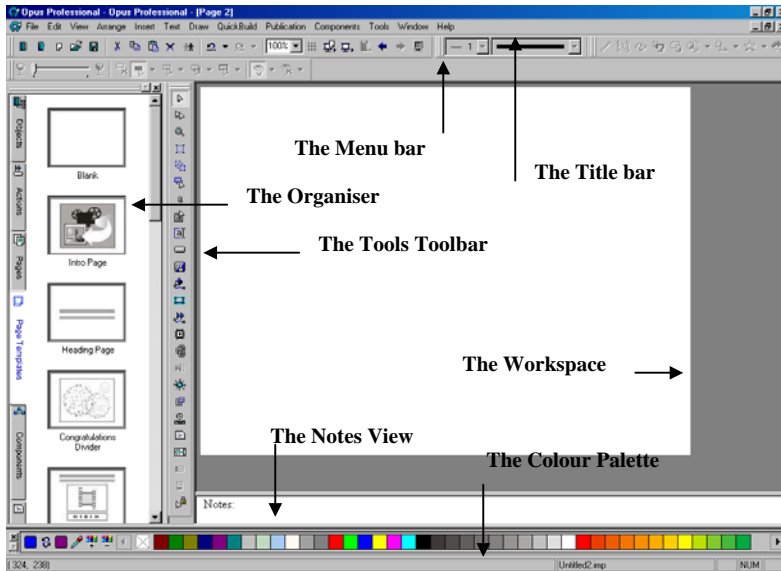 Opus Professional - Opus Professional - [Page 2]
File Edit View Arrange Insert Text Draw QuickBuild Publication Components Tools Window Help
100%
1
Objects
Actions
Pages
Page Templates
Components
Blank
Intro Page
Heading Page
Congratulations
Divider
The Menu bar
The Title bar
The Organiser
The Tools Toolbar
The Workspace
The Notes View
The Colour Palette
Notes:
(324, 238)
Untitled2.imp
NUM